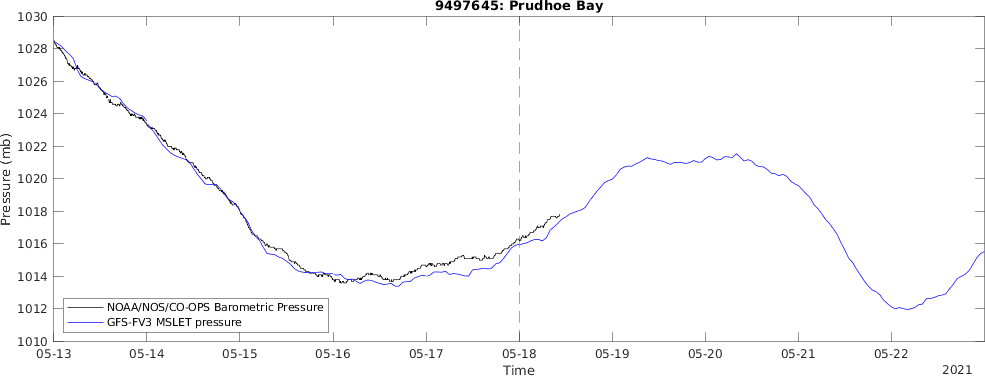 9497645: Prudhoe Bay
Pressure (mb)
1030
1028
1026
1024
1022
1020
1018
1016
1014
1012
1010
NOAA/NOS/CO-OPS Barometric Pressure
GFS-FV3 MSLET pressure
05-13 05-14 05-15 05-16 05-17 05-18 05-19 05-20 05-21 05-22
Time
2021